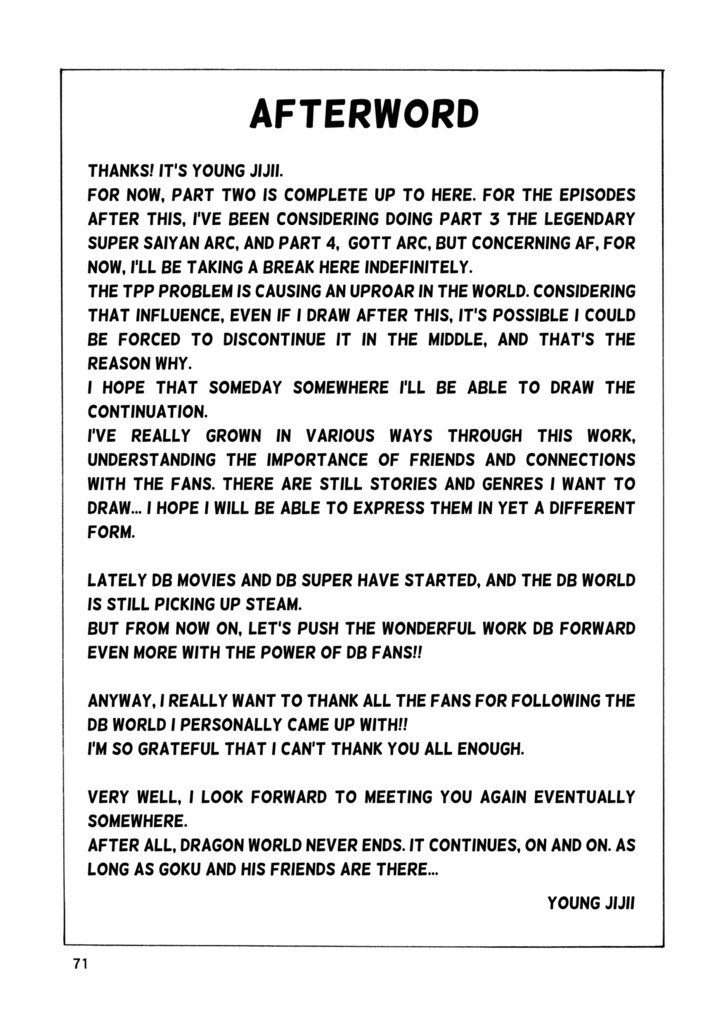 AFTERWORD
THANKS! IT'S YOUNG JIJII.
FOR NOW, PART TWO IS COMPLETE UP TO HERE. FOR THE EPISODES
AFTER THIS, I'VE BEEN CONSIDERING DOING PART 3 THE LEGENDARY
SUPER SAIYAN ARC, AND PART 4, GOTT ARC, BUT CONCERNING AF, FOR
NOW, I'LL BE TAKING A BREAK HERE INDEFINITELY.
THE TPP PROBLEM IS CAUSING AN UPROAR IN THE WORLD. CONSIDERING
THAT INFLUENCE, EVEN IF I DRAW AFTER THIS, IT'S POSSIBLE I COULD
BE FORCED TO DISCONTINUE IT IN THE MIDDLE, AND THAT'S THE
REASON WHY.
I HOPE THAT SOMEDAY SOMEWHERE I'LL BE ABLE TO DRAW THE
CONTINUATION.
I'VE REALLY GROWN IN VARIOUS WAYS THROUGH THIS WORK,
UNDERSTANDING THE IMPORTANCE OF FRIENDS AND CONNECTIONS
WITH THE FANS. THERE ARE STILL STORIES AND GENRES I WANT TO
DRAW... I HOPE I WILL BE ABLE TO EXPRESS THEM IN YET A DIFFERENT
FORM.
LATELY DB MOVIES AND DB SUPER HAVE STARTED, AND THE DB WORLD
IS STILL PICKING UP STEAM.
BUT FROM NOW ON, LET'S PUSH THE WONDERFUL WORK DB FORWARD
EVEN MORE WITH THE POWER OF DB FANS!!
ANYWAY, I REALLY WANT TO THANK ALL THE FANS FOR FOLLOWING THE
DB WORLD I PERSONALLY CAME UP WITH!!
I'M SO GRATEFUL THAT I CAN'T THANK YOU ALL ENOUGH.
VERY WELL, I LOOK FORWARD TO MEETING YOU AGAIN EVENTUALLY
SOMEWHERE.
AFTER ALL, DRAGON WORLD NEVER ENDS. IT CONTINUES, ON AND ON. AS
LONG AS GOKU AND HIS FRIENDS ARE THERE...
YOUNG JIJII
71